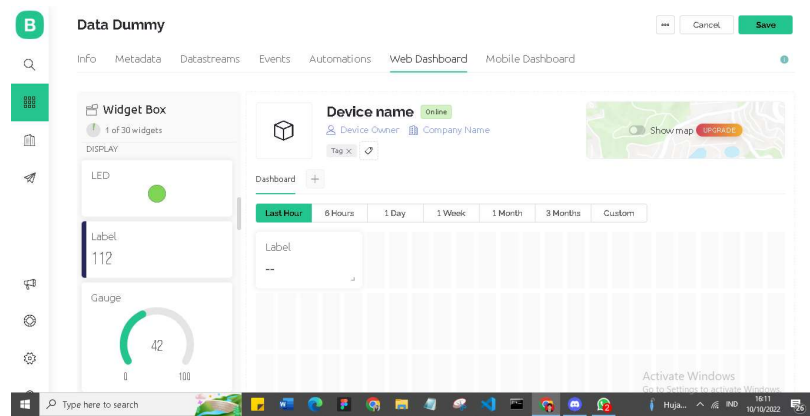 B
Data Dummy
Cancel
Save
Info Metadata Datastreams Events Automations Web Dashboard Mobile Dashboard
Widget Box
1 of 30 widgets
DISPLAY
LED
Label
112
Gauge
42
0 100
Device name Online
Device Owner Company Name
Tag ×
Show map UPGRADE
Dashboard +
Last Hour 6 Hours 1 Day 1 Week 1 Month 3 Months Custom
Label
--
Activate Windows
Go to Settings to activate Windows.
Type here to search
Huja... IND 16:11
10/10/2022